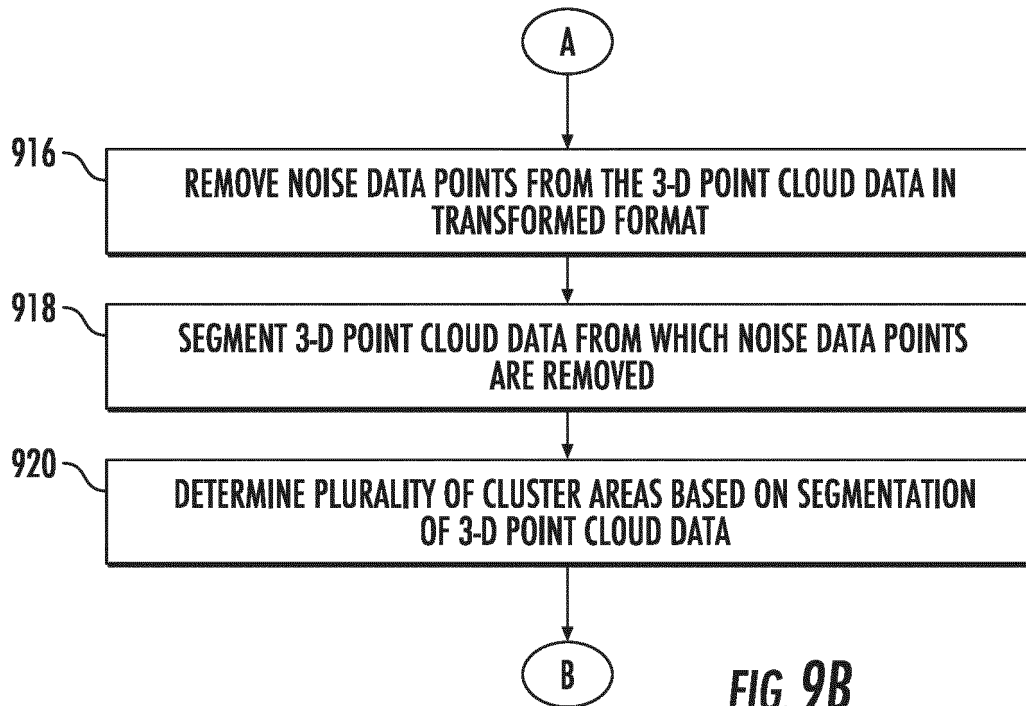 A
916
REMOVE NOISE DATA POINTS FROM THE 3-D POINT CLOUD DATA IN
TRANSFORMED FORMAT
918
SEGMENT 3-D POINT CLOUD DATA FROM WHICH NOISE DATA POINTS
ARE REMOVED
920
DETERMINE PLURALITY OF CLUSTER AREAS BASED ON SEGMENTATION
OF 3-D POINT CLOUD DATA
B
FIG. 9B